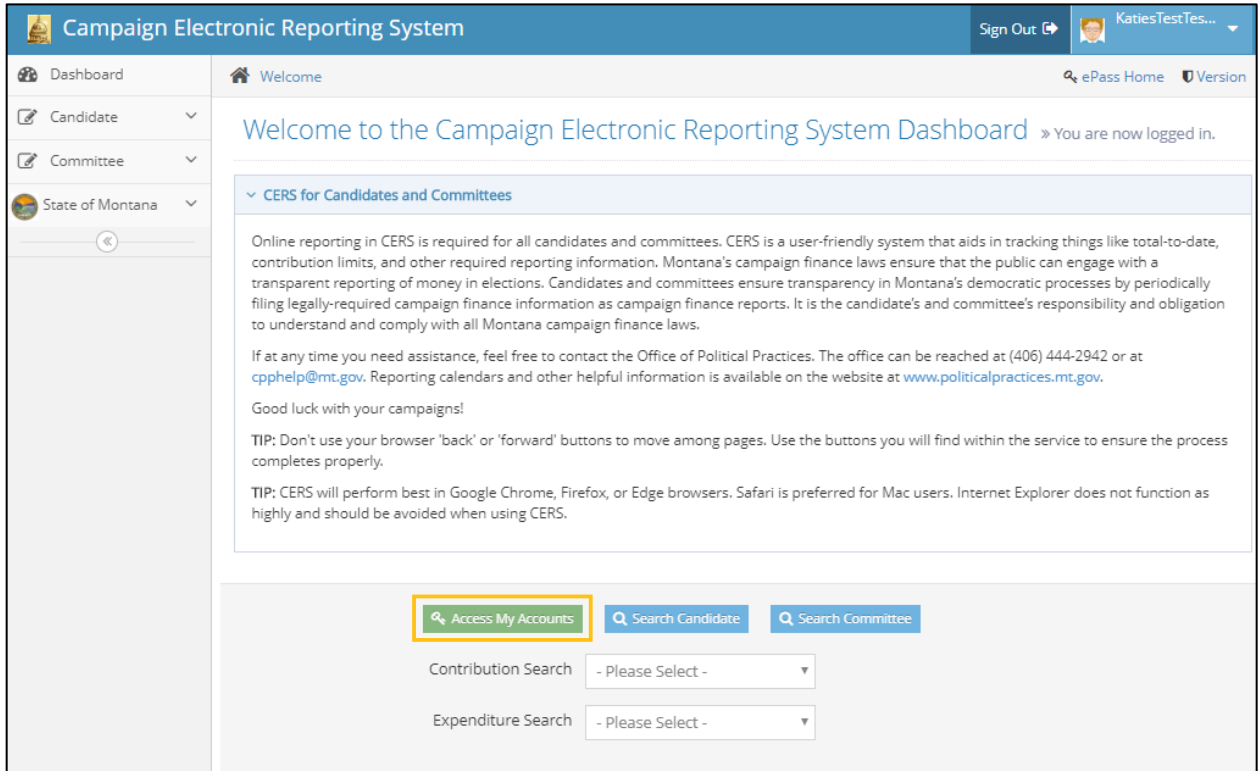 Campaign Electronic Reporting System
Sign Out
KatiesTestTes...
Dashboard
Candidate
Committee
State of Montana
Welcome
ePass Home
Version
Welcome to the Campaign Electronic Reporting System Dashboard » You are now logged in.
CERS for Candidates and Committees
Online reporting in CERS is required for all candidates and committees. CERS is a user-friendly system that aids in tracking things like total-to-date,
contribution limits, and other required reporting information. Montana's campaign finance laws ensure that the public can engage with a
transparent reporting of money in elections. Candidates and committees ensure transparency in Montana's democratic processes by periodically
filing legally-required campaign finance information as campaign finance reports. It is the candidate's and committee's responsibility and obligation
to understand and comply with all Montana campaign finance laws.
If at any time you need assistance, feel free to contact the Office of Political Practices. The office can be reached at (406) 444-2942 or at
cpphelp@mt.gov. Reporting calendars and other helpful information is available on the website at www.politicalpractices.mt.gov.
Good luck with your campaigns!
TIP: Don't use your browser 'back' or 'forward' buttons to move among pages. Use the buttons you will find within the service to ensure the process
completes properly.
TIP: CERS will perform best in Google Chrome, Firefox, or Edge browsers. Safari is preferred for Mac users. Internet Explorer does not function as
highly and should be avoided when using CERS.
Access My Accounts
Search Candidate
Search Committee
Contribution Search
- Please Select -
Expenditure Search
- Please Select -